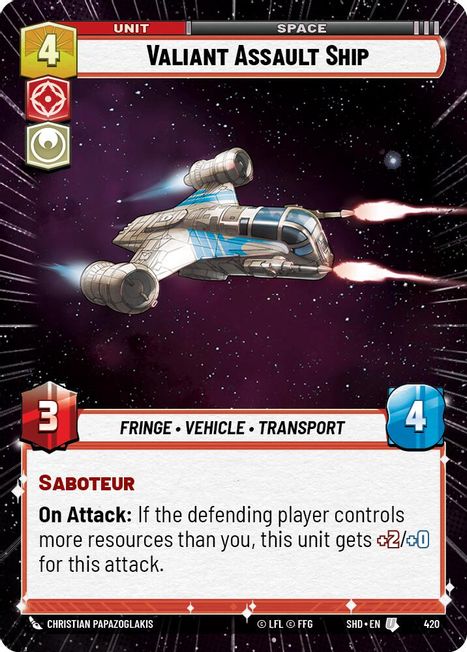 UNIT SPACE
4 VALIANT ASSAULT SHIP
3 4
FRINGE • VEHICLE • TRANSPORT
SABOTEUR
On Attack: If the defending player controls
more resources than you, this unit gets +2/+0
for this attack.
CHRISTIAN PAPAZOGLAKIS © LFL © FFG SHD • EN U 420